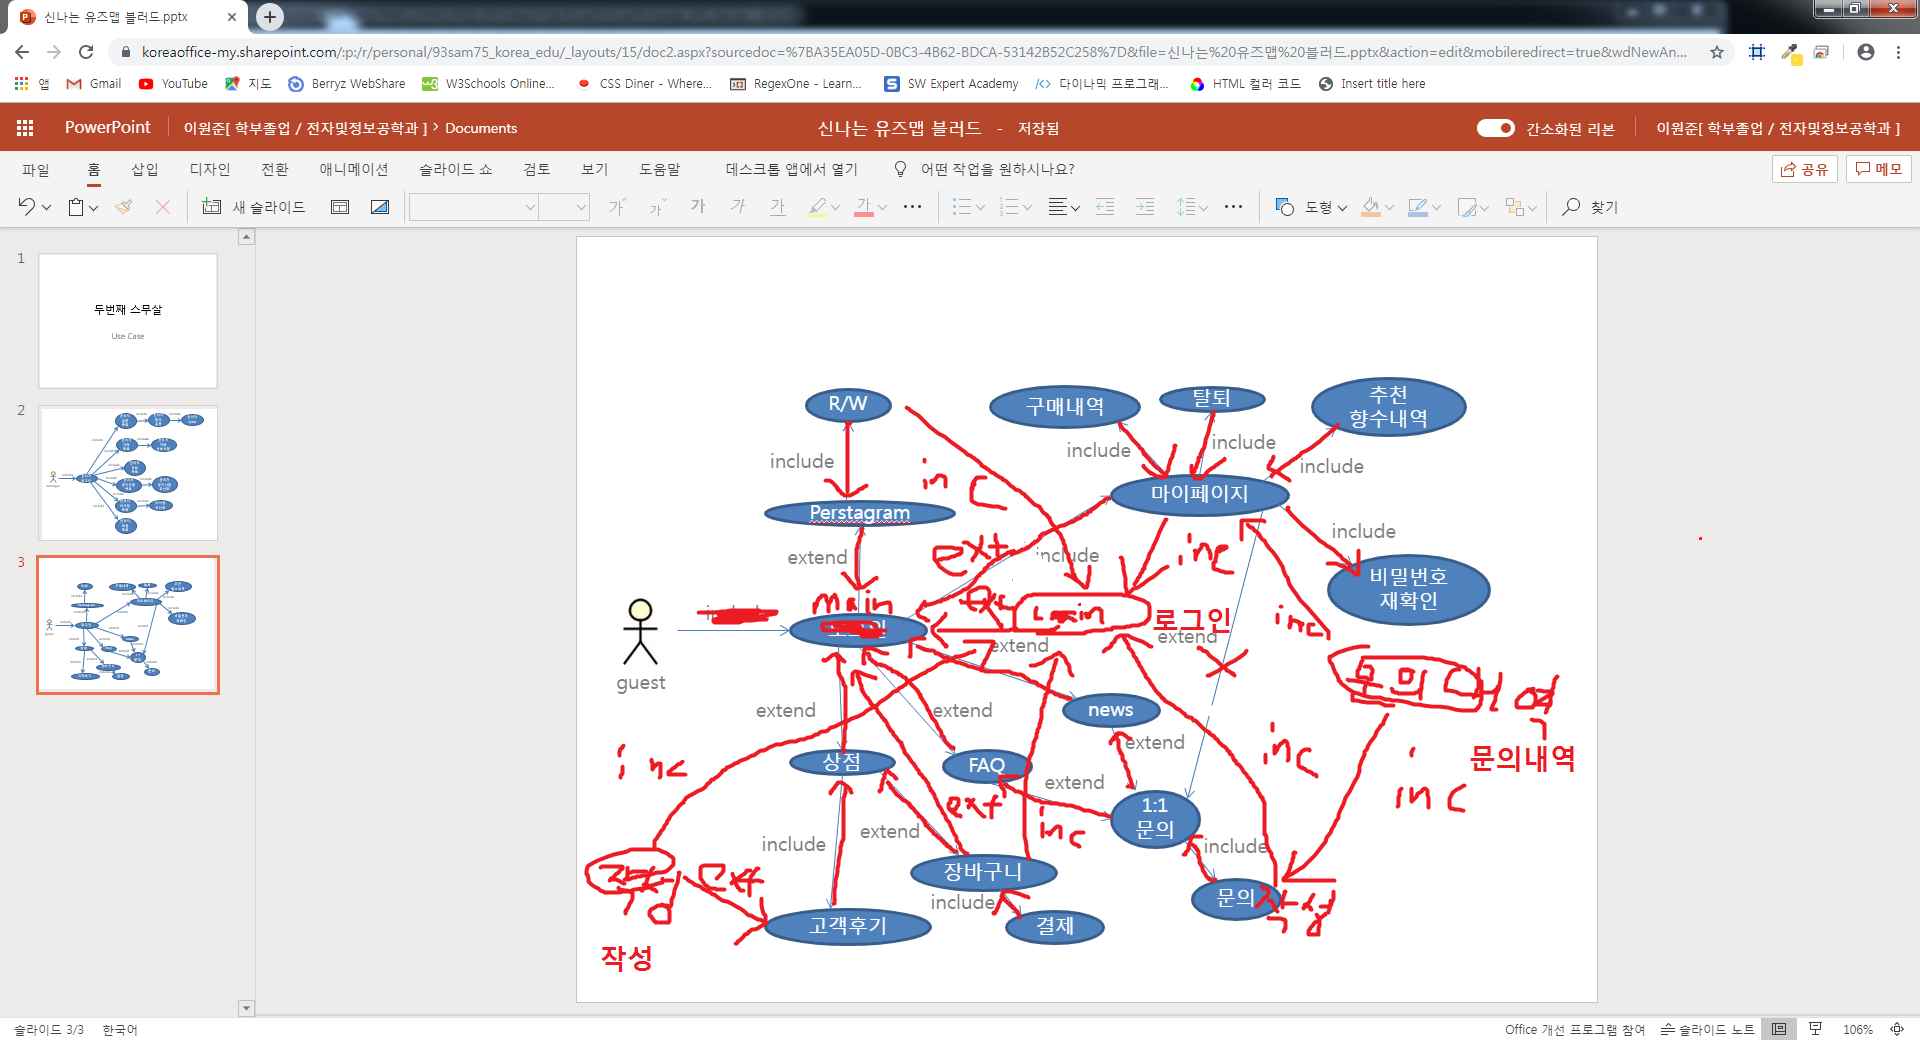 신나는 유즈맵 블러드.pptx
koreaoffice-my.sharepoint.com/:p:/r/personal/93sam75_korea_edu/_layouts/15/doc2.aspx?sourcedoc=%7BA35EA05D-0BC3-4B62-BDCA-53142B52C258%7D&file=신나는%20유즈맵%20블러드.pptx&action=edit&mobileredirect=true&wdNewAn...
앱 Gmail YouTube 지도 Berryz WebShare W3Schools Online... CSS Diner - Where... RegexOne - Learn... SW Expert Academy 다이나믹 프로그래... HTML 컬러 코드 Insert title here
PowerPoint 이원준[ 학부졸업 / 전자및정보공학과 ] > Documents 신나는 유즈맵 블러드 - 저장됨 간소화된 리본 이원준[ 학부졸업 / 전자및정보공학과 ]
파일 홈 삽입 디자인 전환 애니메이션 슬라이드 쇼 검토 보기 도움말 데스크톱 앱에서 열기 어떤 작업을 원하시나요? 공유 메모
새 슬라이드 가 가 가 가 가 가 도형 찾기
1
두번째 스무살
Use Case
2
3
R/W
구매내역
탈퇴
추천
향수내역
include
include
include
include
inc
마이페이지
Perstagram
include
extend
ext
include
inc
비밀번호
재확인
main
ext
Login
로그인
inc
guest
extend
extend
문의내역
extend
extend
news
extend
inc
inc
inc
문의내역
상점
FAQ
extend
1:1
문의
ext
inc
include
extend
include
장바구니
작성
ext
include
문의
작성
고객후기
결제
작성
슬라이드 3/3 한국어 Office 개선 프로그램 참여 슬라이드 노트 106%